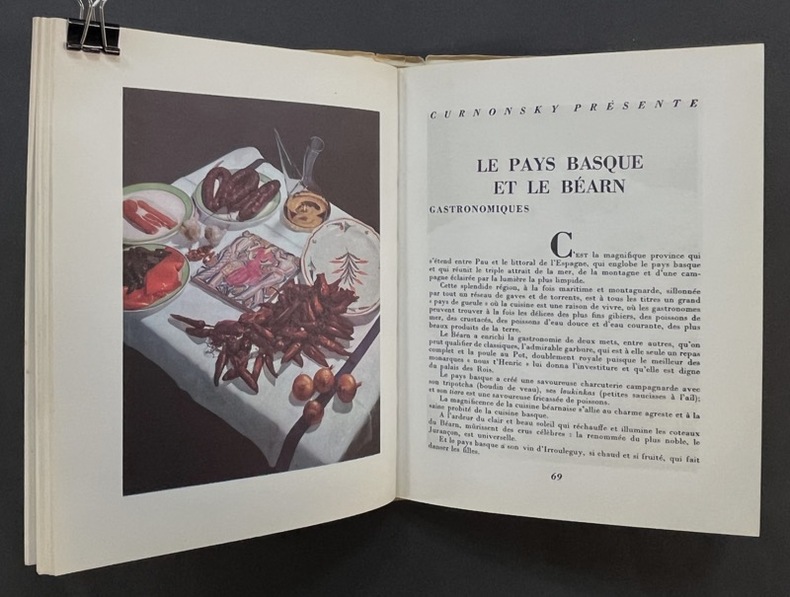 CURNONSKY PRÉSENTE
LE PAYS BASQUE
ET LE BÉARN
GASTRONOMIQUES
C'EST la magnifique province qui
s'étend entre Pau et le littoral de l'Espagne, qui englobe le pays basque
et qui réunit le triple attrait de la mer, de la montagne et d'une cam-
pagne éclairée par la lumière la plus limpide.
Cette splendide région, à la fois maritime et montagnarde, sillonnée
par tout un réseau de gaves et de torrents, est à tous les titres un grand
« pays de gueule » où la cuisine est une raison de vivre, où les gastronomes
peuvent trouver à la fois les délices des plus fins gibiers, des poissons de
mer, des crustacés, des poissons d'eau douce et d'eau courante, des plus
beaux produits de la terre.
Le Béarn a enrichi la gastronomie de deux mets, entre autres, qu'on
peut qualifier de classiques, l'admirable garbure, qui est à elle seule un repas
complet et la poule au Pot, doublement royale puisque le meilleur des
monarques « nous t'Henric » lui donna l'investiture et qu'elle est digne
du palais des Rois.
Le pays basque a créé une savoureuse charcuterie campagnarde avec
son tripotcha (boudin de veau), ses loukinkas (petites saucisses à l'ail);
et son ttoro est une savoureuse fricassée de poissons.
La magnificence de la cuisine béarnaise s'allie au charme agreste et à la
saine probité de la cuisine basque.
A l'ardeur du clair et beau soleil qui réchauffe et illumine les coteaux
du Béarn, mûrissent des crus célèbres : la renommée du plus noble, le
Jurançon, est universelle.
Et le pays basque a son vin d'Irrouleguy, si chaud et si fruité, qui fait
danser les filles.
69